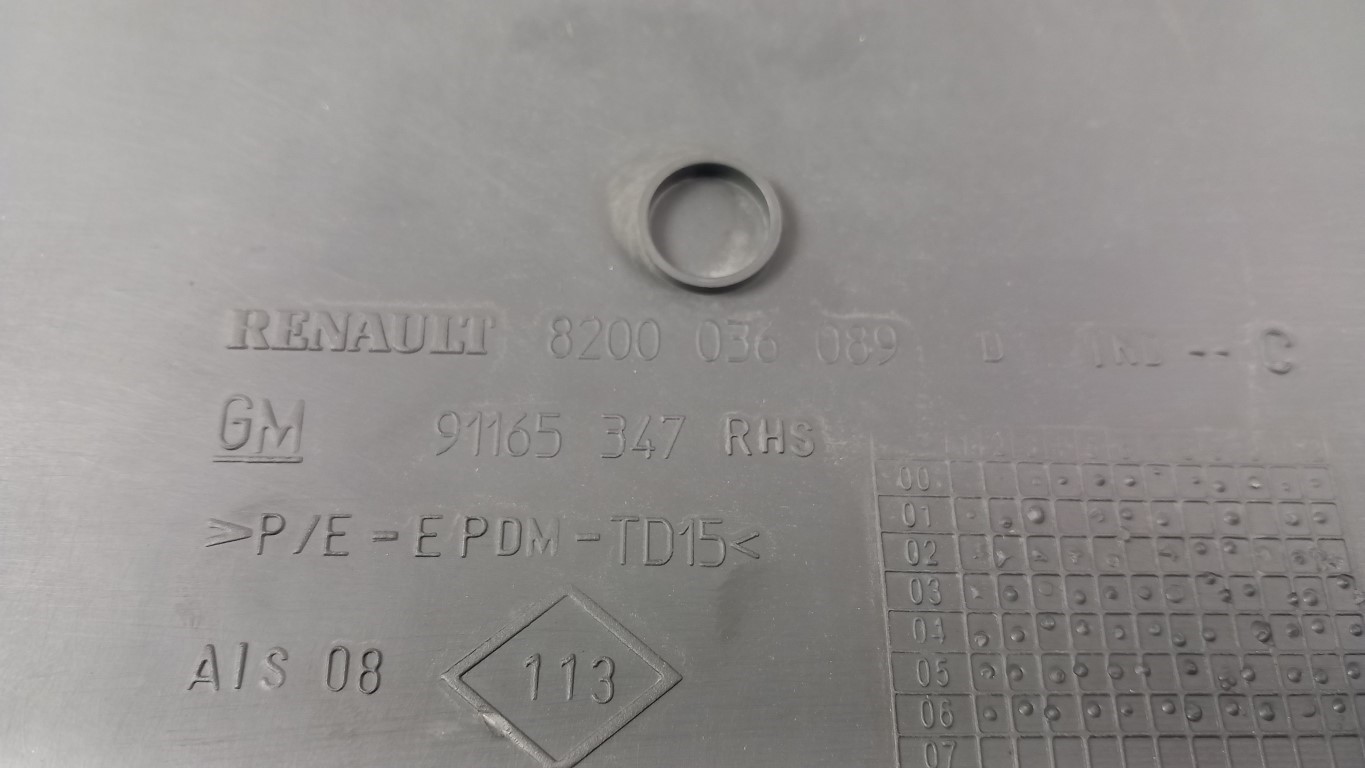 RENAULT 8200 036 089 D IND -- C
GM 91165 347 RHS
>P/E-EPDM-TD15<
AIS 08
113
00
01
02
03
04
05
06
07